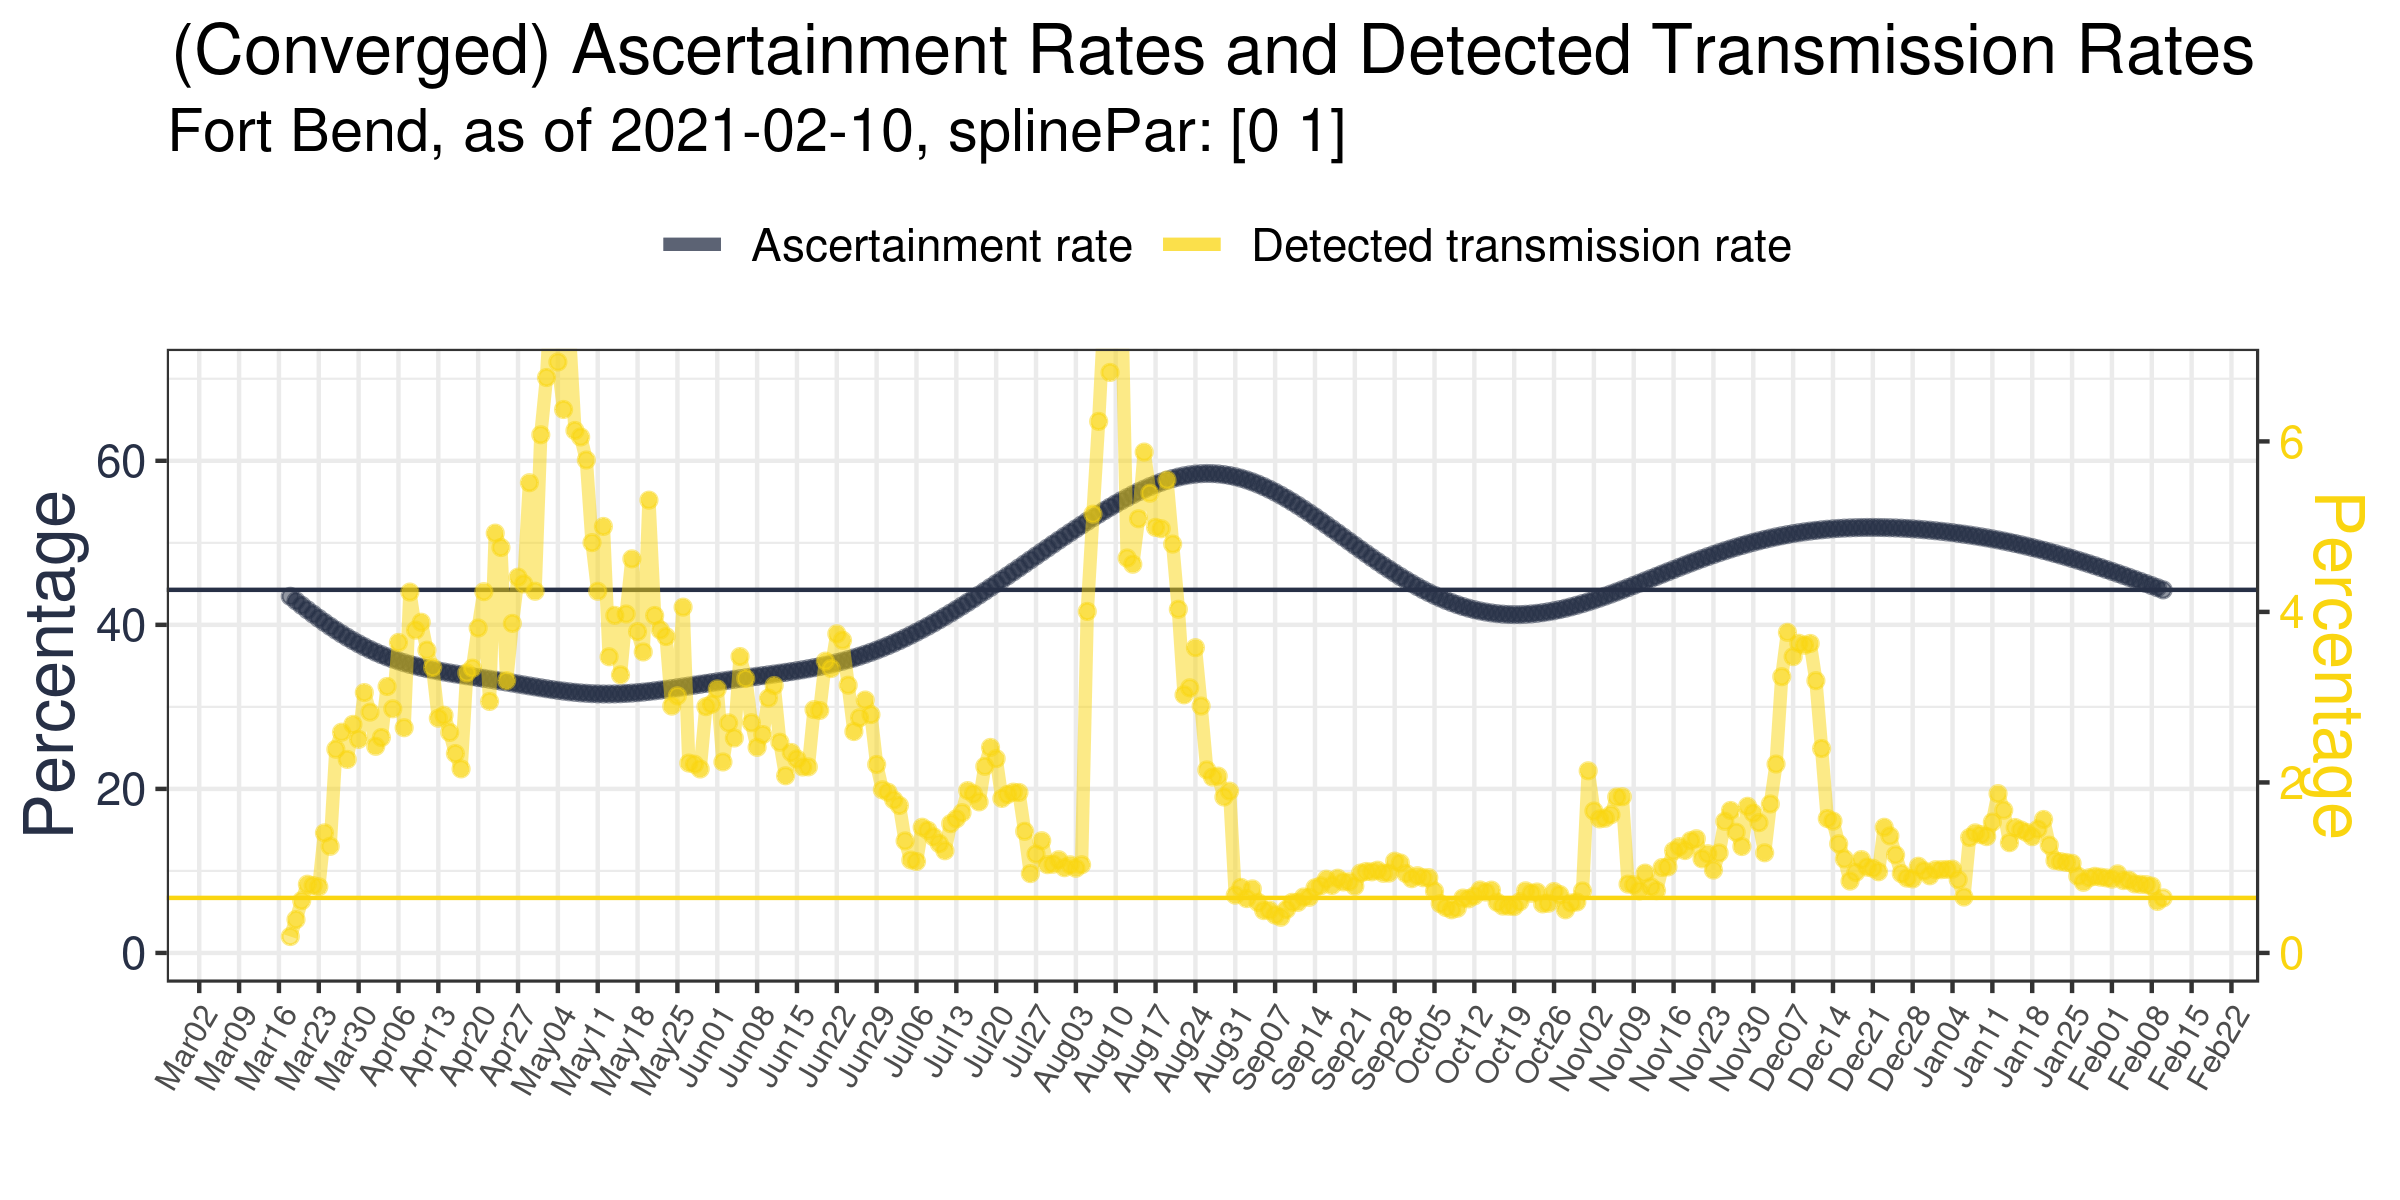 (Converged) Ascertainment Rates and Detected Transmission Rates
Fort Bend, as of 2021-02-10, splinePar: [0 1]
Ascertainment rate Detected transmission rate
Percentage
60
40
20
0
6
4
2
0
Percentage
Mar02 Mar09 Mar16 Mar23 Mar30 Apr06 Apr13 Apr20 Apr27 May04 May11 May18 May25 Jun01 Jun08 Jun15 Jun22 Jun29 Jul06 Jul13 Jul20 Jul27 Aug03 Aug10 Aug17 Aug24 Aug31 Sep07 Sep14 Sep21 Sep28 Oct05 Oct12 Oct19 Oct26 Nov02 Nov09 Nov16 Nov23 Nov30 Dec07 Dec14 Dec21 Dec28 Jan04 Jan11 Jan18 Jan25 Feb01 Feb08 Feb15 Feb22